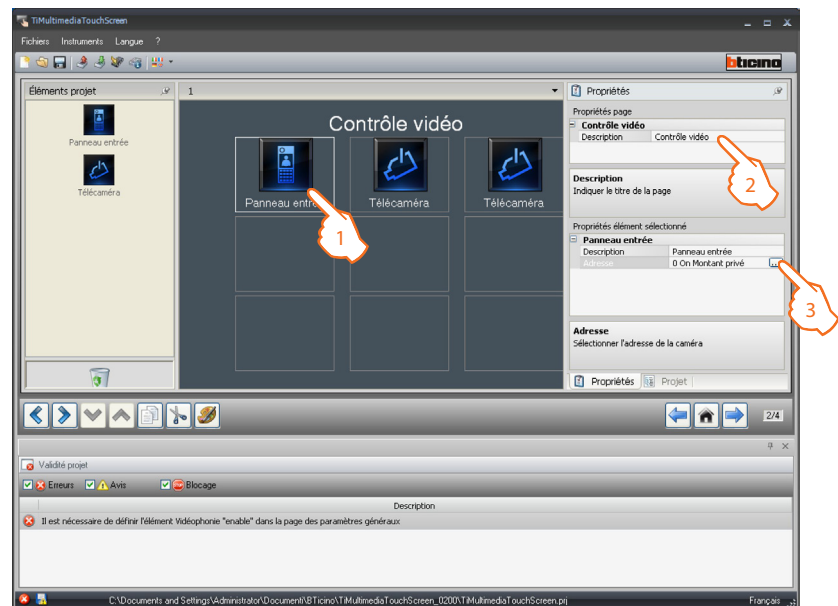 TiMultimediaTouchScreen
Fichiers Instruments Langue ?
bticino
Éléments projet
1
Propriétés
Panneau entrée
Télécaméra
Contrôle vidéo
Panneau entrée
Télécaméra
Télécaméra
1
Propriétés page
Contrôle vidéo
Description Contrôle vidéo
2
Description
Indiquer le titre de la page
Propriétés élément sélectionné
Panneau entrée
Description Panneau entrée
Adresse 0 On Montant privé ...
3
Adresse
Sélectionner l'adresse de la caméra
Propriétés Projet
2/4
Validité projet
Erreurs Avis Blocage
Description
Il est nécessaire de définir l'élément Vidéophonie "enable" dans la page des paramètres généraux
C:\Documents and Settings\Administrator\Documenti\BTicino\TiMultimediaTouchScreen_0200\TiMultimediaTouchScreen.prj Français